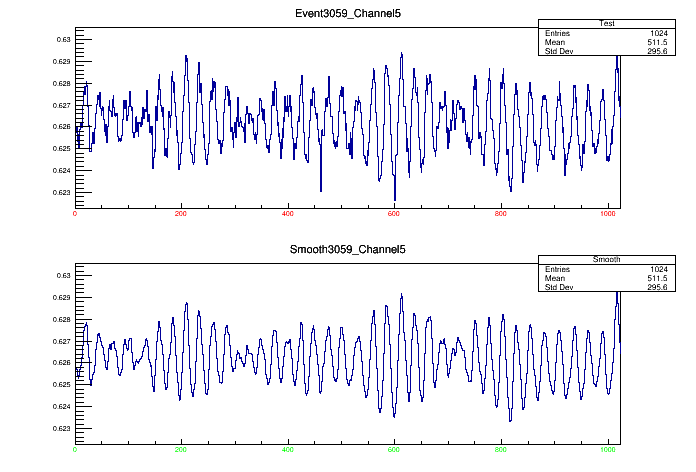 Event3059_Channel5
Test
Entries 1024
Mean 511.5
Std Dev 295.6
0.63
0.629
0.628
0.627
0.626
0.625
0.624
0.623
0 200 400 600 800 1000
Smooth3059_Channel5
Smooth
Entries 1024
Mean 511.5
Std Dev 295.6
0.63
0.629
0.628
0.627
0.626
0.625
0.624
0.623
0 200 400 600 800 1000